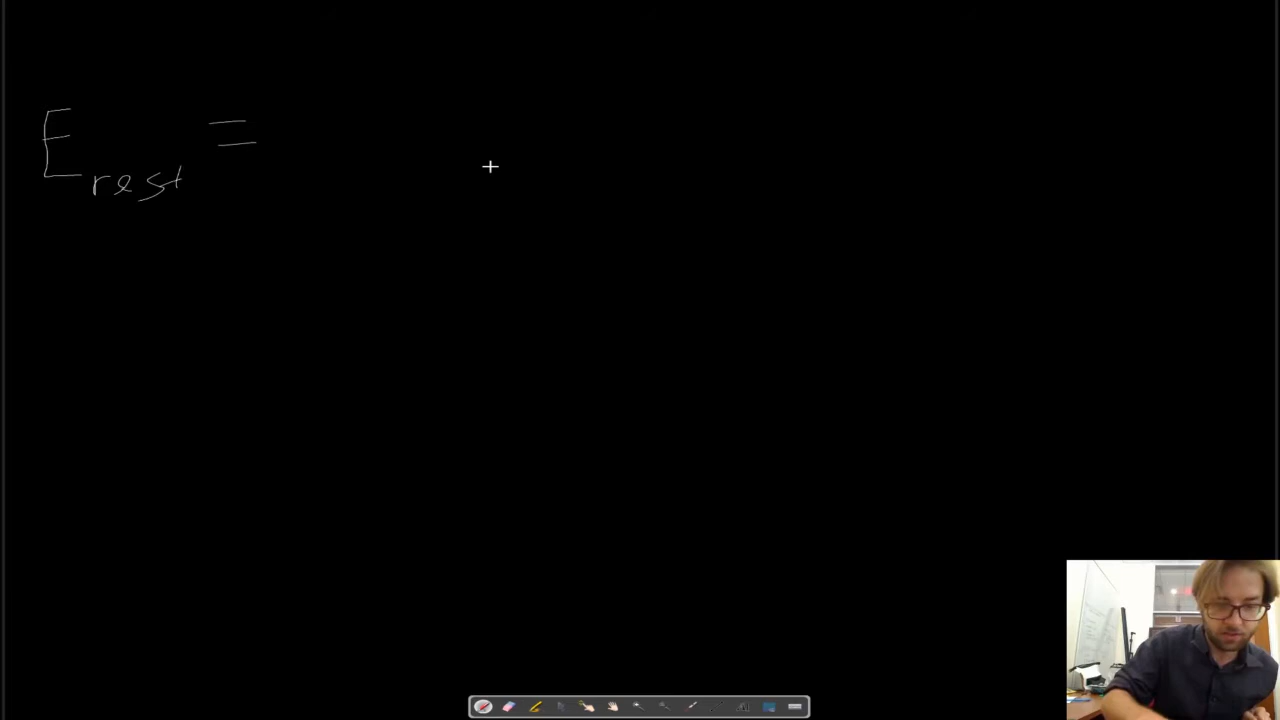 E_rest =